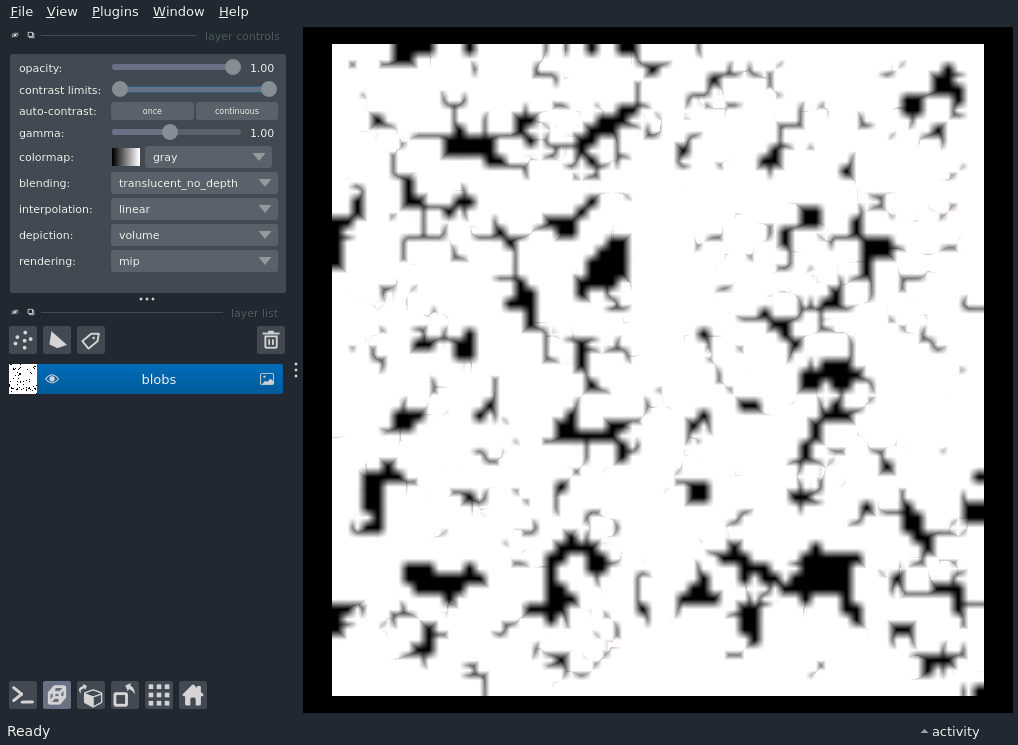 File View Plugins Window Help
layer controls
opacity: 1.00
contrast limits:
auto-contrast: once continuous
gamma: 1.00
colormap: gray
blending: translucent_no_depth
interpolation: linear
depiction: volume
rendering: mip
layer list
blobs
Ready activity